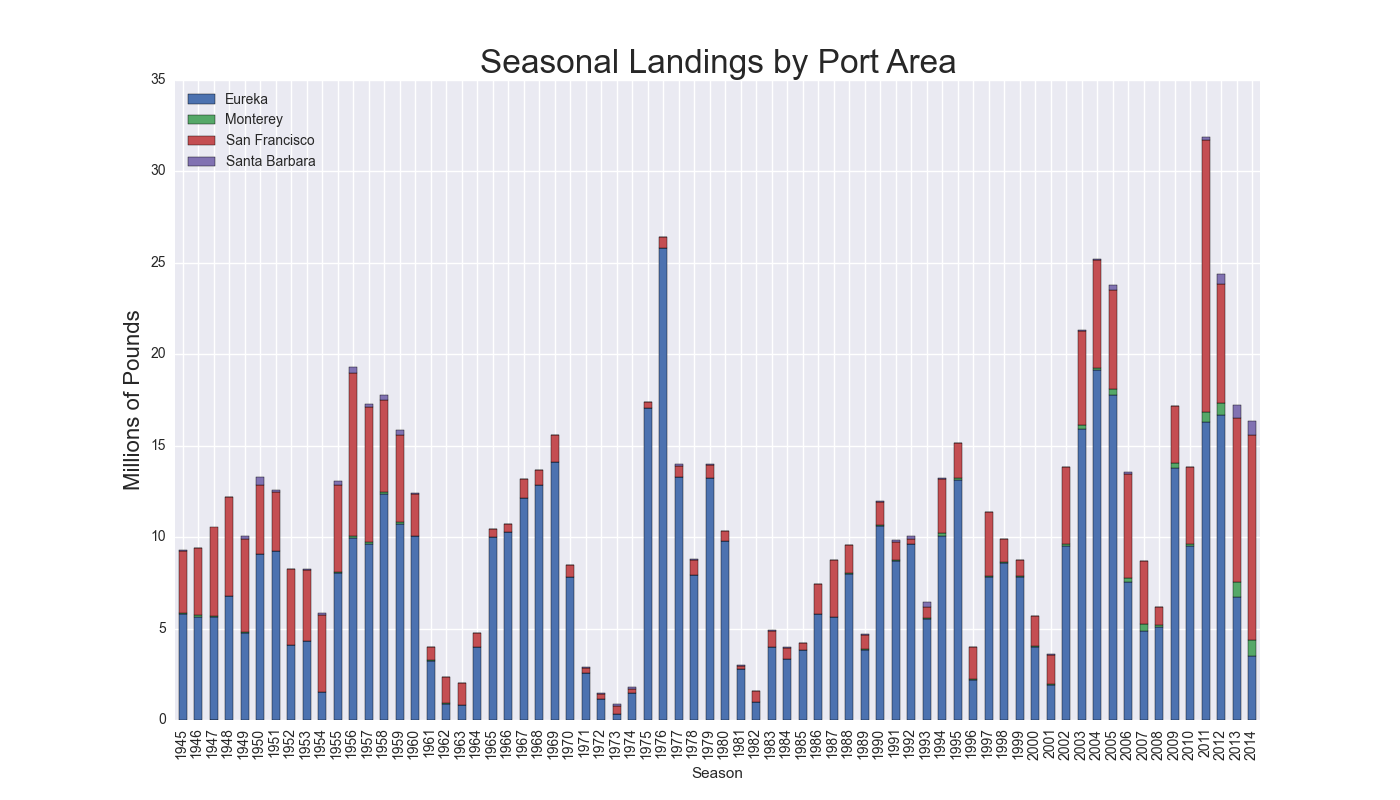 Seasonal Landings by Port Area
35
30
25
20
15
10
5
0
Millions of Pounds
Eureka
Monterey
San Francisco
Santa Barbara
1945 1946 1947 1948 1949 1950 1951 1952 1953 1954 1955 1956 1957 1958 1959 1960 1961 1962 1963 1964 1965 1966 1967 1968 1969 1970 1971 1972 1973 1974 1975 1976 1977 1978 1979 1980 1981 1982 1983 1984 1985 1986 1987 1988 1989 1990 1991 1992 1993 1994 1995 1996 1997 1998 1999 2000 2001 2002 2003 2004 2005 2006 2007 2008 2009 2010 2011 2012 2013 2014
Season